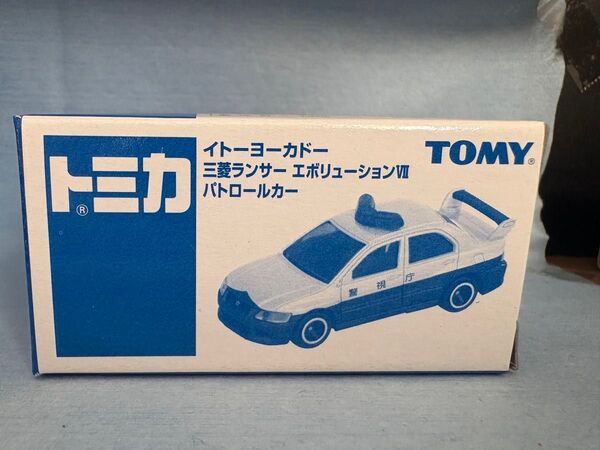 トミカ
®
イトーヨーカドー
三菱ランサー エボリューションⅦ
パトロールカー
TOMY®
警視庁